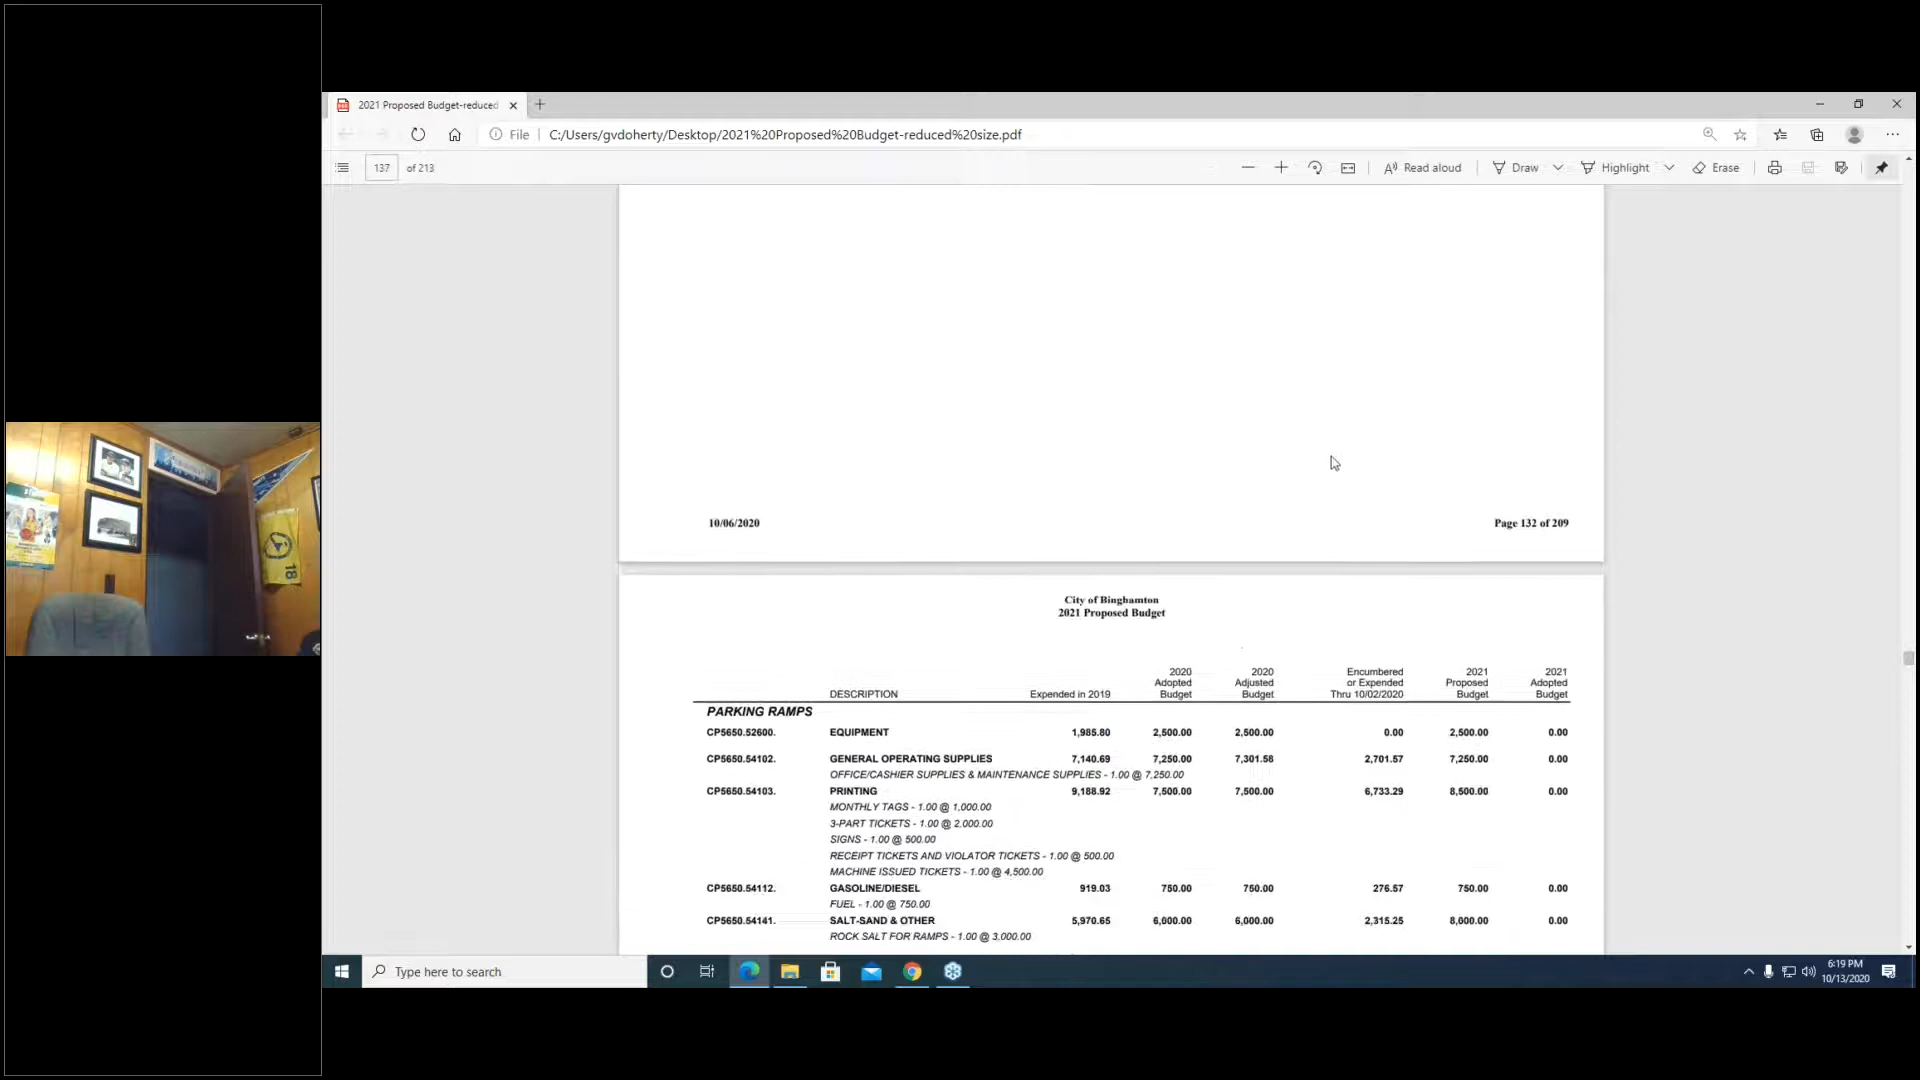 2021 Proposed Budget-reduced
File
C:/Users/gvdoherty/Desktop/2021%20Proposed%20Budget-reduced%20size.pdf
137 of 213
Read aloud Draw Highlight Erase
10/06/2020 Page 132 of 209
City of Binghamton
2021 Proposed Budget
2020 2020 Encumbered 2021 2021
Adopted Adjusted or Expended Proposed Adopted
DESCRIPTION Expended in 2019 Budget Budget Thru 10/02/2020 Budget Budget
PARKING RAMPS
CP5650.52600. EQUIPMENT 1,985.80 2,500.00 2,500.00 0.00 2,500.00 0.00
CP5650.54102. GENERAL OPERATING SUPPLIES 7,140.69 7,250.00 7,301.58 2,701.57 7,250.00 0.00
OFFICE/CASHIER SUPPLIES & MAINTENANCE SUPPLIES - 1.00 @ 7,250.00
CP5650.54103. PRINTING 9,188.92 7,500.00 7,500.00 6,733.29 8,500.00 0.00
MONTHLY TAGS - 1.00 @ 1,000.00
3-PART TICKETS - 1.00 @ 2,000.00
SIGNS - 1.00 @ 500.00
RECEIPT TICKETS AND VIOLATOR TICKETS - 1.00 @ 500.00
MACHINE ISSUED TICKETS - 1.00 @ 4,500.00
CP5650.54112. GASOLINE/DIESEL 919.03 750.00 750.00 276.57 750.00 0.00
FUEL - 1.00 @ 750.00
CP5650.54141. SALT-SAND & OTHER 5,970.65 6,000.00 6,000.00 2,315.25 8,000.00 0.00
ROCK SALT FOR RAMPS - 1.00 @ 3,000.00
Type here to search
6:19 PM
10/13/2020
18